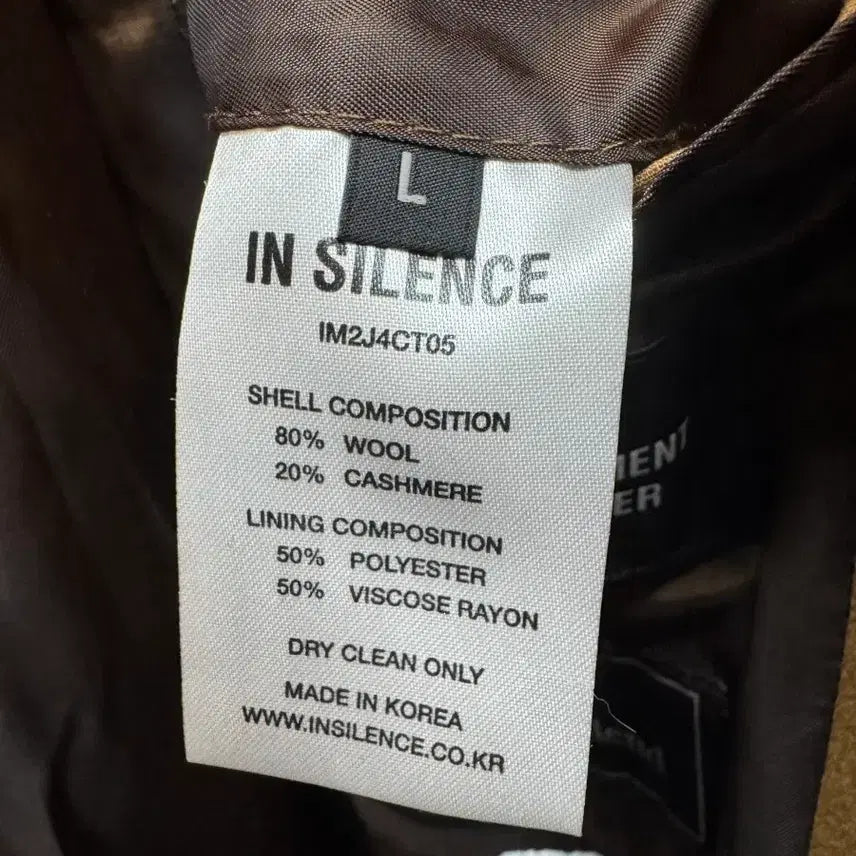 L
IN SILENCE
IM2J4CT05
SHELL COMPOSITION
80% WOOL
20% CASHMERE
LINING COMPOSITION
50% POLYESTER
50% VISCOSE RAYON
DRY CLEAN ONLY
MADE IN KOREA
WWW.INSILENCE.CO.KR